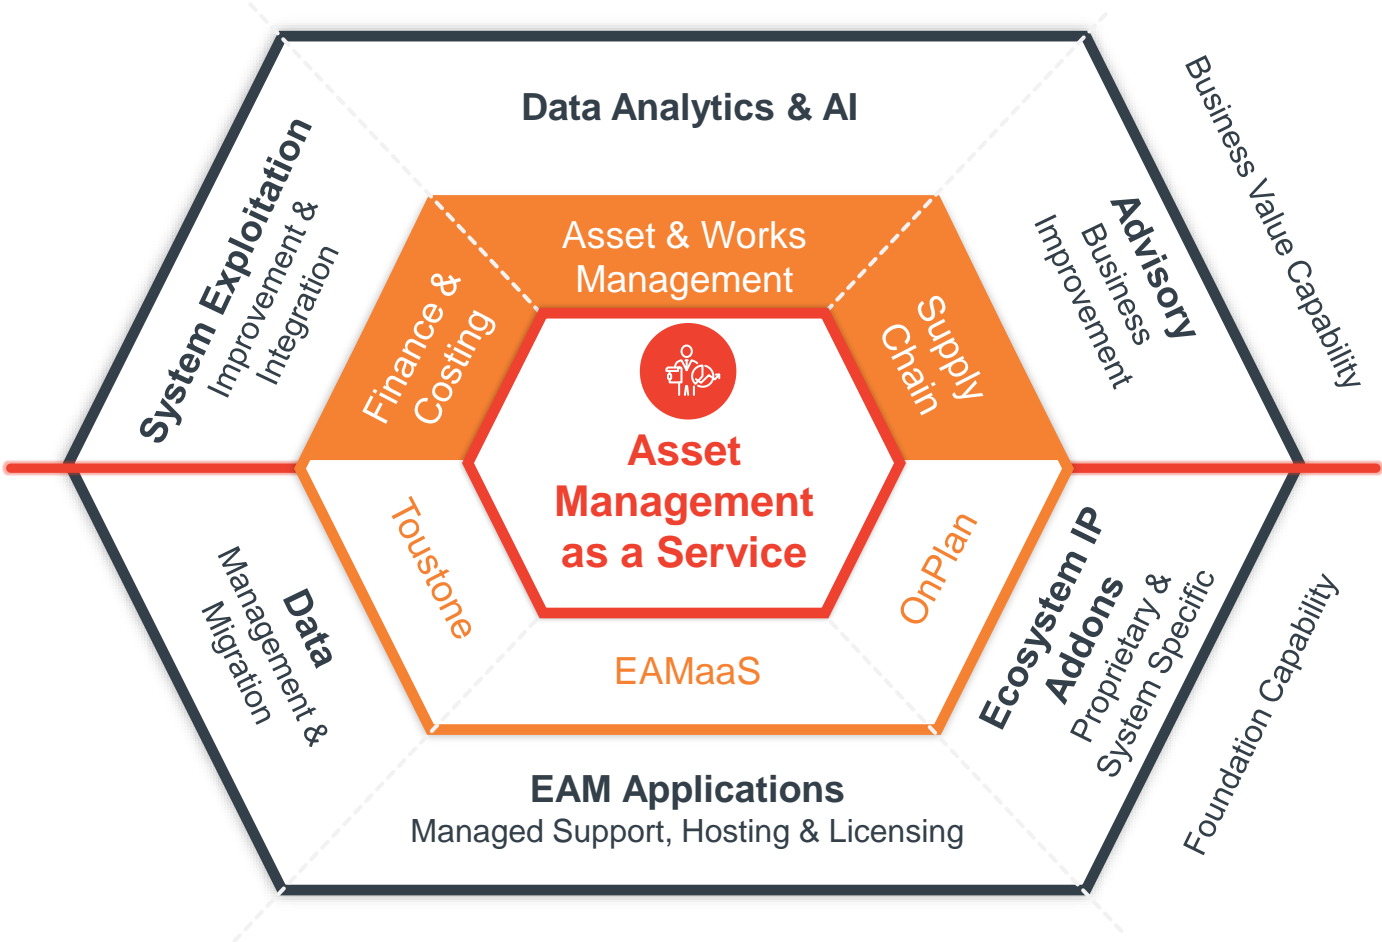 Data Analytics & AI
System Exploitation
Improvement &
Integration
Advisory
Business
Improvement
Business Value Capability
Asset & Works
Management
Finance &
Costing
Supply
Chain
Asset
Management
as a Service
Toustone
OnPlan
EAMaaS
Data
Management &
Migration
Ecosystem IP
Addons
Proprietary &
System Specific
Foundation Capability
EAM Applications
Managed Support, Hosting & Licensing